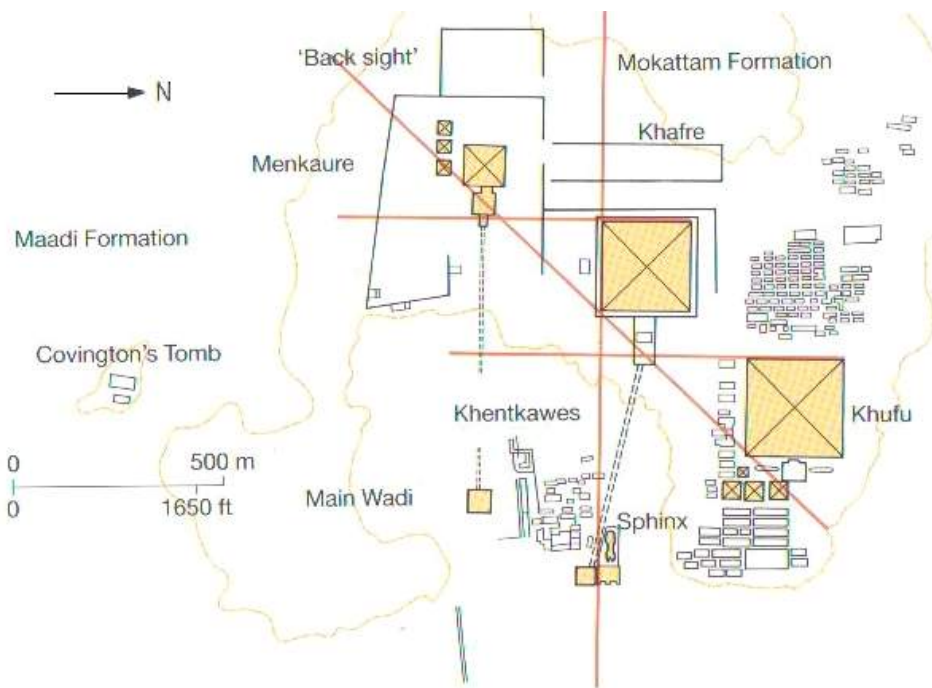 'Back sight'
Mokattam Formation
N
Khafre
Menkaure
Maadi Formation
Covington's Tomb
Khufu
Khentkawes
0 500 m
0 1650 ft
Main Wadi
Sphinx